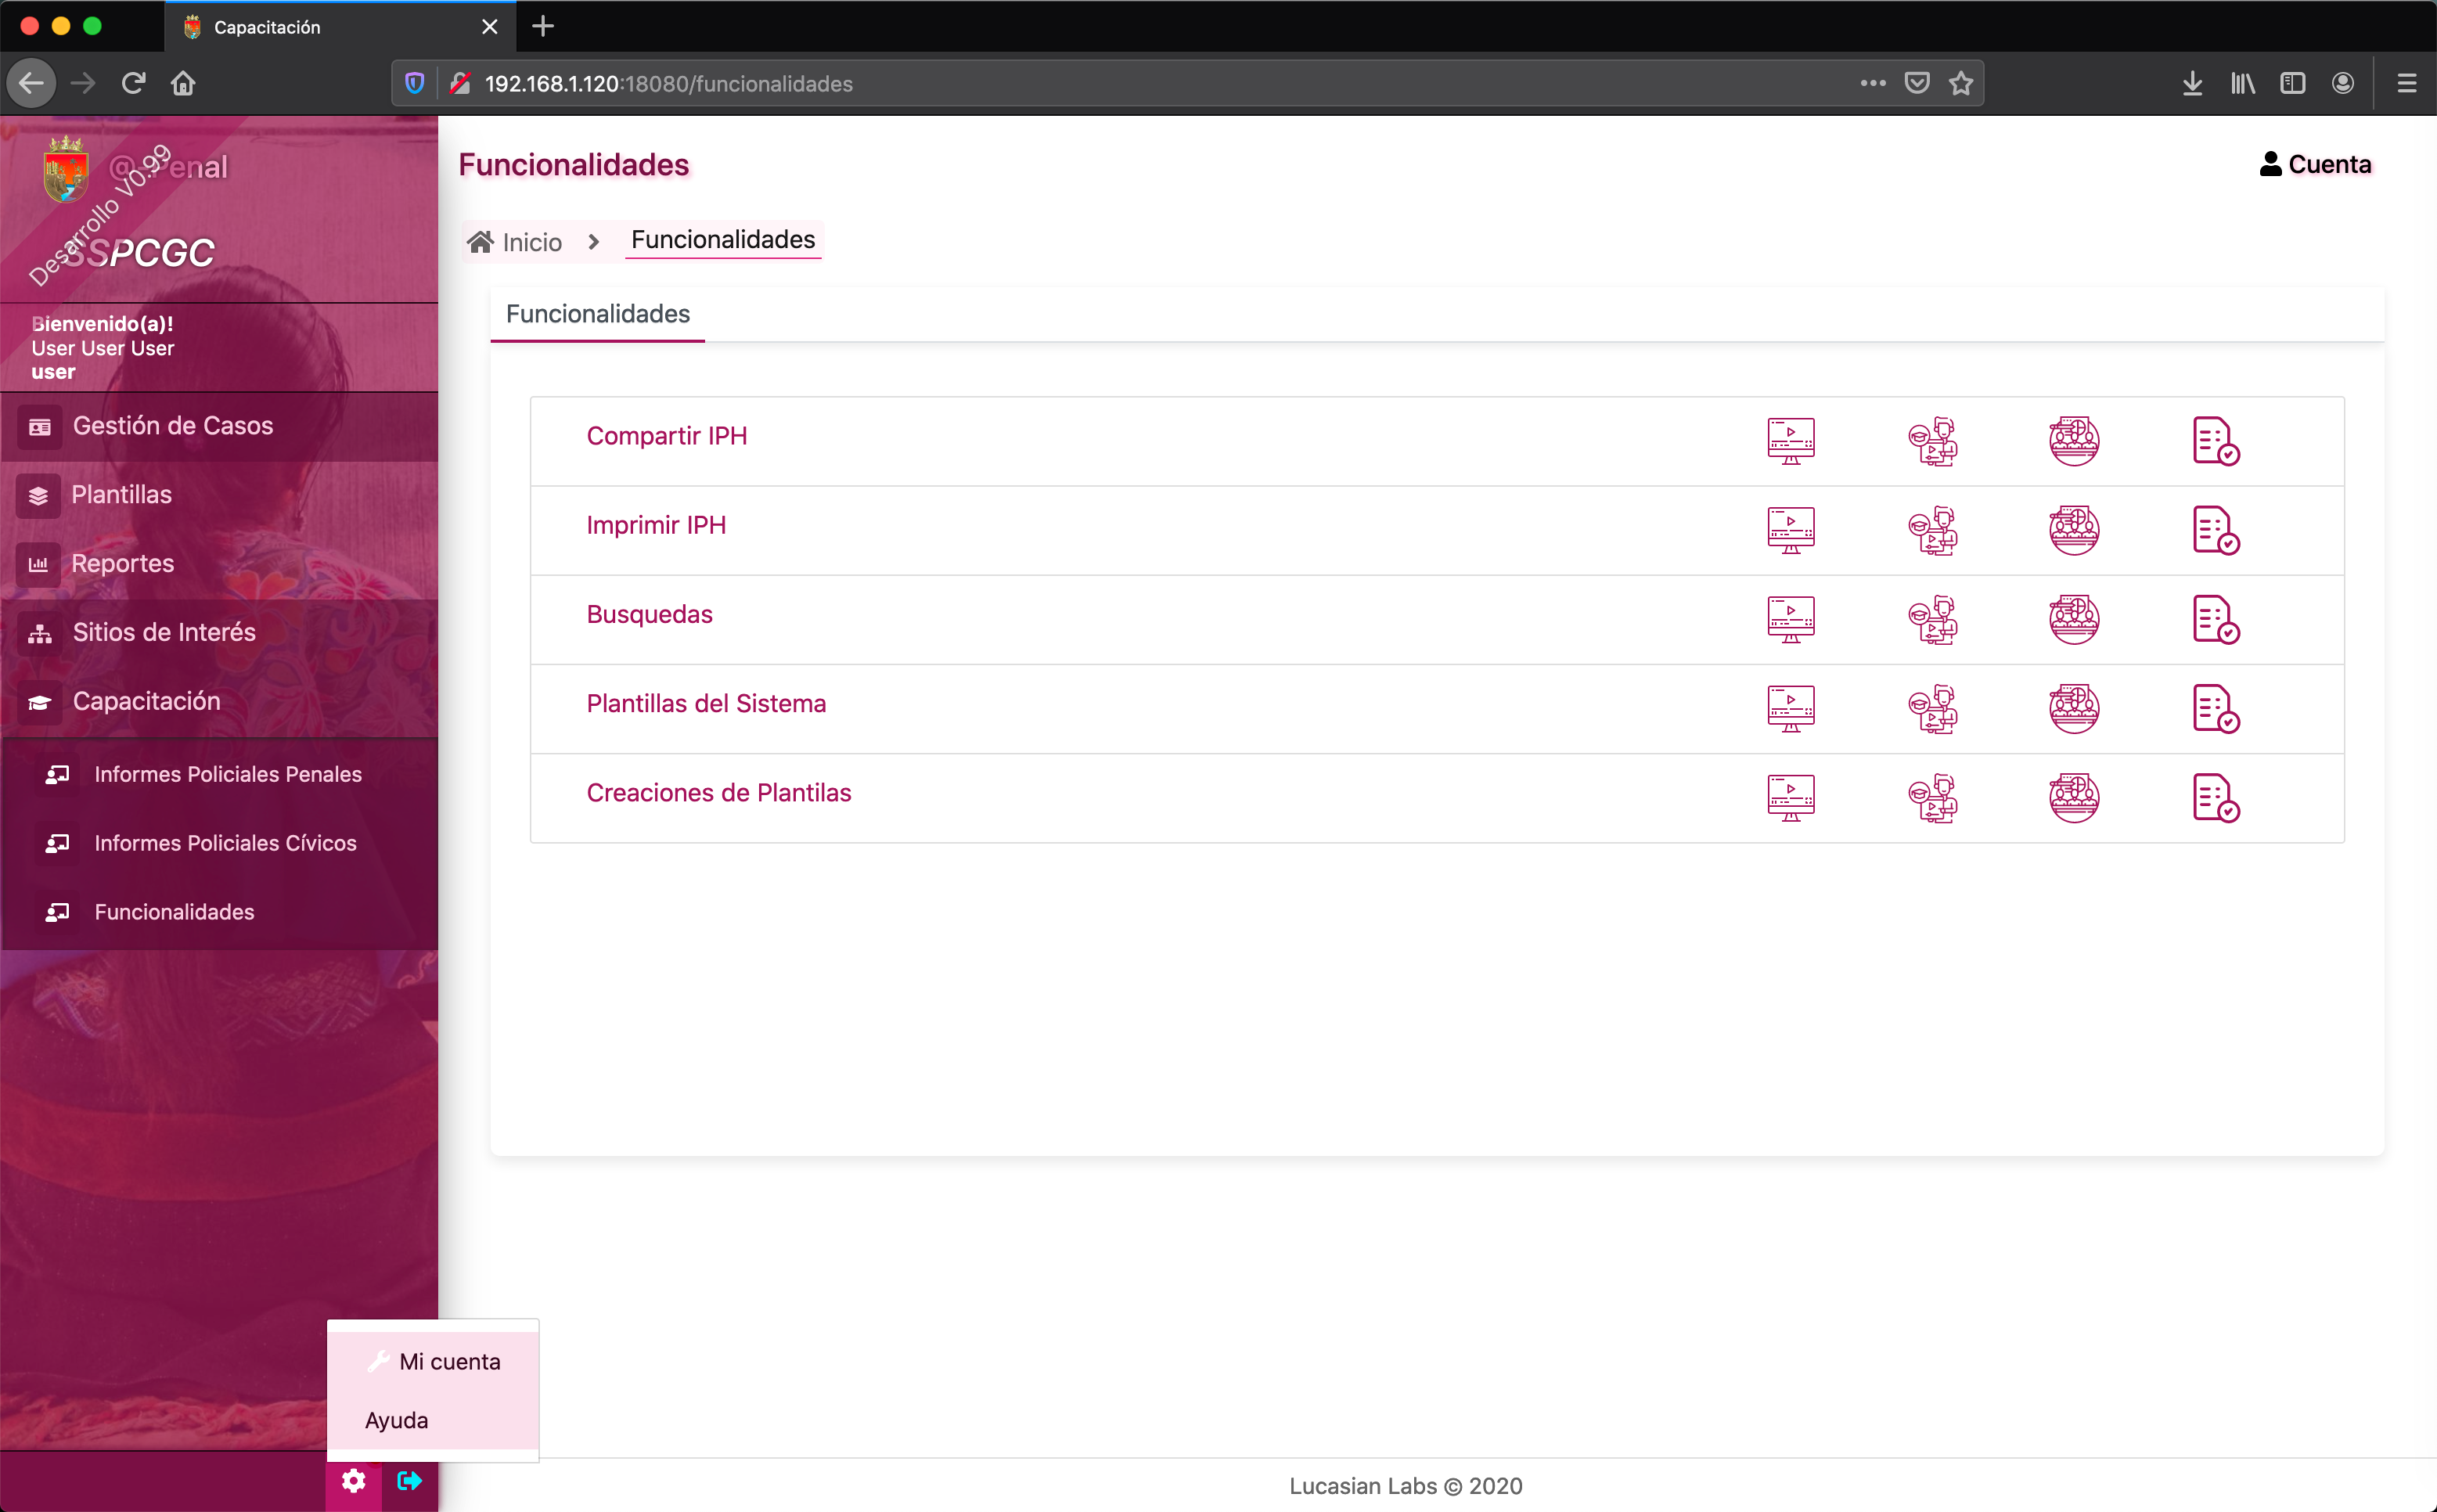 Capacitación
192.168.1.120:18080/funcionalidades
@-Penal
Desarrollo V0.99
SSPCGC
Bienvenido(a)!
User User User
user
Gestión de Casos
Plantillas
Reportes
Sitios de Interés
Capacitación
Informes Policiales Penales
Informes Policiales Cívicos
Funcionalidades
Mi cuenta
Ayuda
Funcionalidades
Cuenta
Inicio
Funcionalidades
Funcionalidades
Compartir IPH
Imprimir IPH
Busquedas
Plantillas del Sistema
Creaciones de Plantilas
Lucasian Labs © 2020